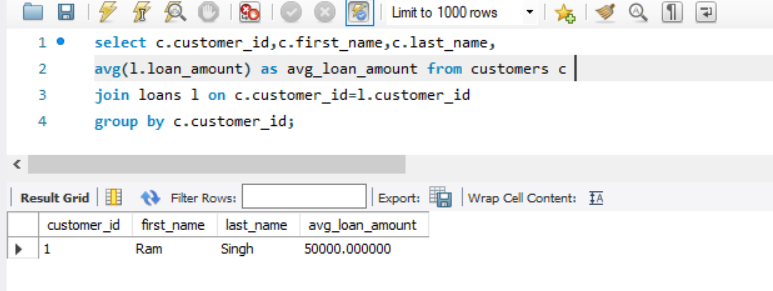 Limit to 1000 rows
1 select c.customer_id,c.first_name,c.last_name,
2 avg(l.loan_amount) as avg_loan_amount from customers c
3 join loans l on c.customer_id=l.customer_id
4 group by c.customer_id;
Result Grid Filter Rows: Export: Wrap Cell Content: IA
customer_id first_name last_name avg_loan_amount
1 Ram Singh 50000.000000